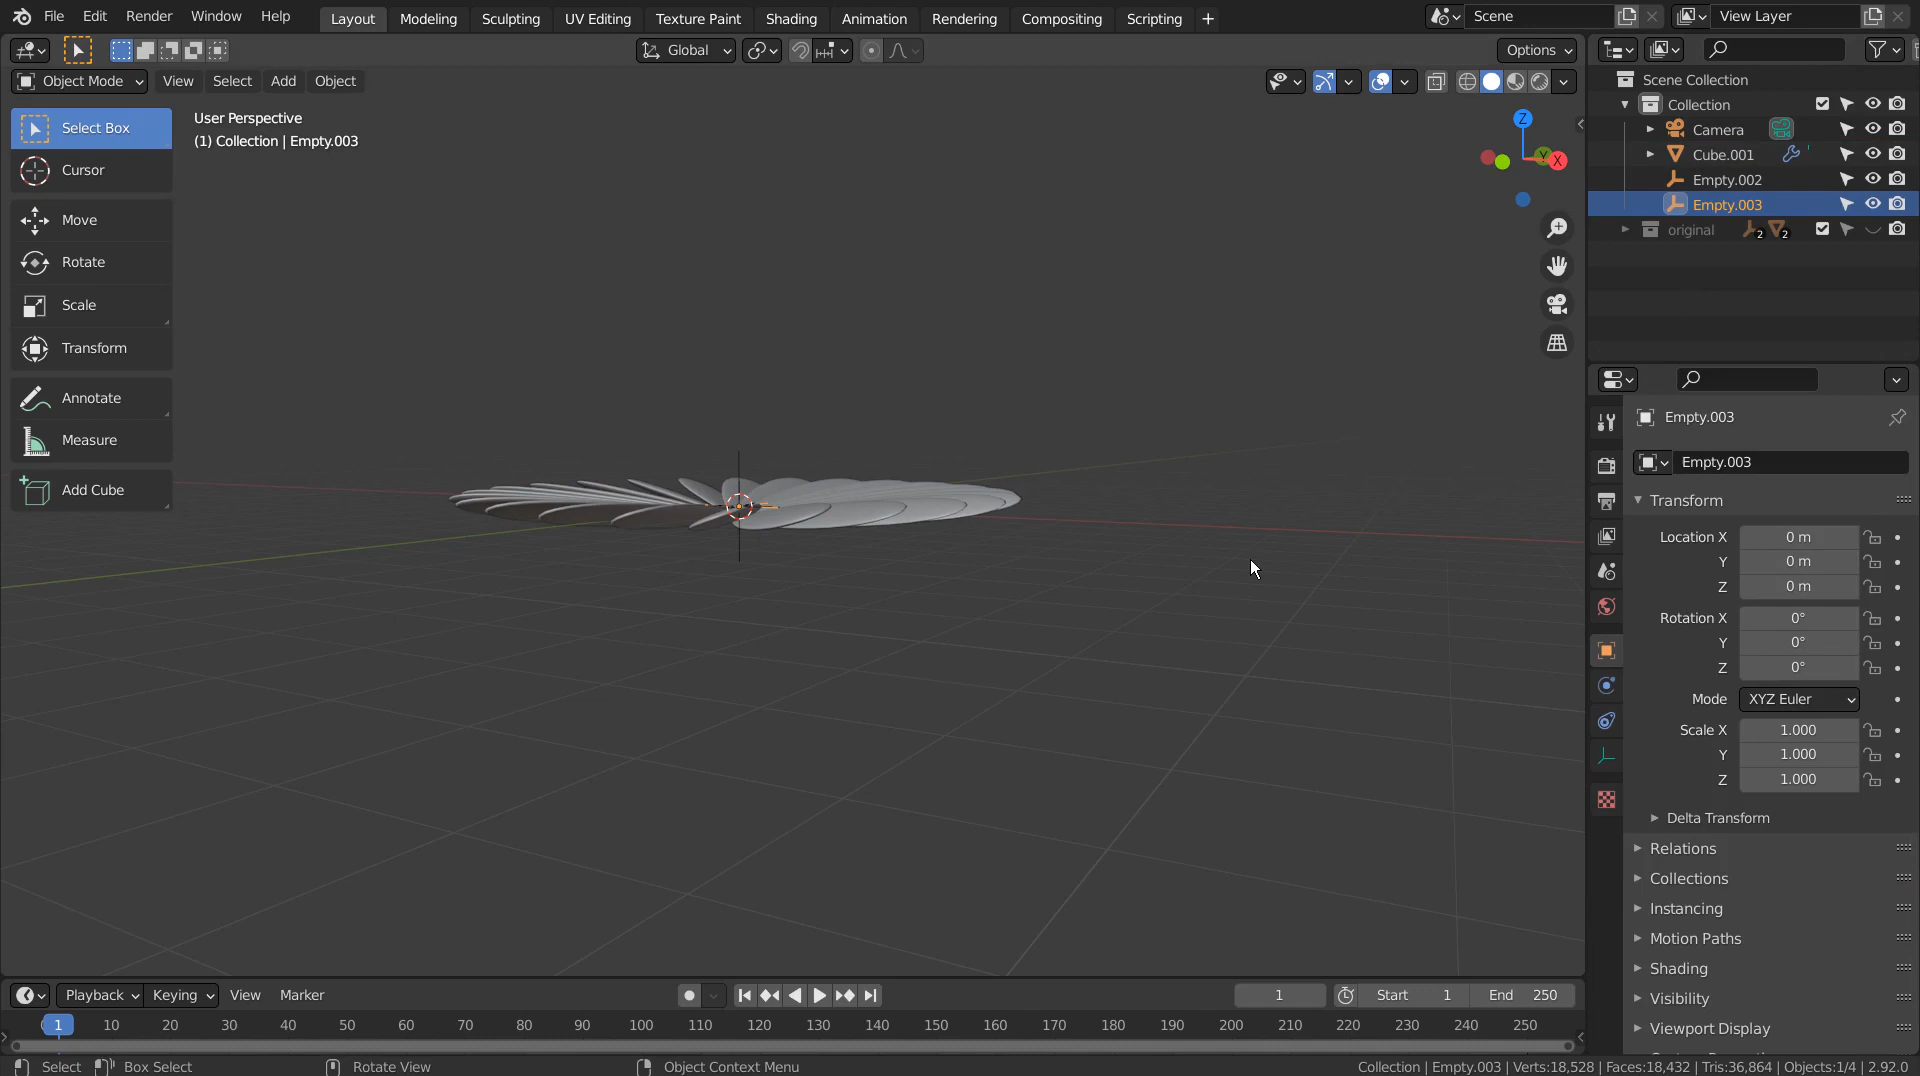 File Edit Render Window Help Layout Modeling Sculpting UV Editing Texture Paint Shading Animation Rendering Compositing Scripting + Scene View Layer
Global Options
Object Mode View Select Add Object
Select Box
Cursor
Move
Rotate
Scale
Transform
Annotate
Measure
Add Cube
User Perspective
(1) Collection | Empty.003
Z
Y
X
Scene Collection
Collection
Camera
Cube.001
Empty.002
Empty.003
original 2 2
Empty.003
Empty.003
Transform
Location X 0 m
Y 0 m
Z 0 m
Rotation X 0°
Y 0°
Z 0°
Mode XYZ Euler
Scale X 1.000
Y 1.000
Z 1.000
Delta Transform
Relations
Collections
Instancing
Motion Paths
Shading
Visibility
Viewport Display
Playback Keying View Marker 1 Start 1 End 250
1 10 20 30 40 50 60 70 80 90 100 110 120 130 140 150 160 170 180 190 200 210 220 230 240 250
Select Box Select Rotate View Object Context Menu Collection | Empty.003 | Verts:18,528 | Faces:18,432 | Tris:36,864 | Objects:1/4 | 2.92.0